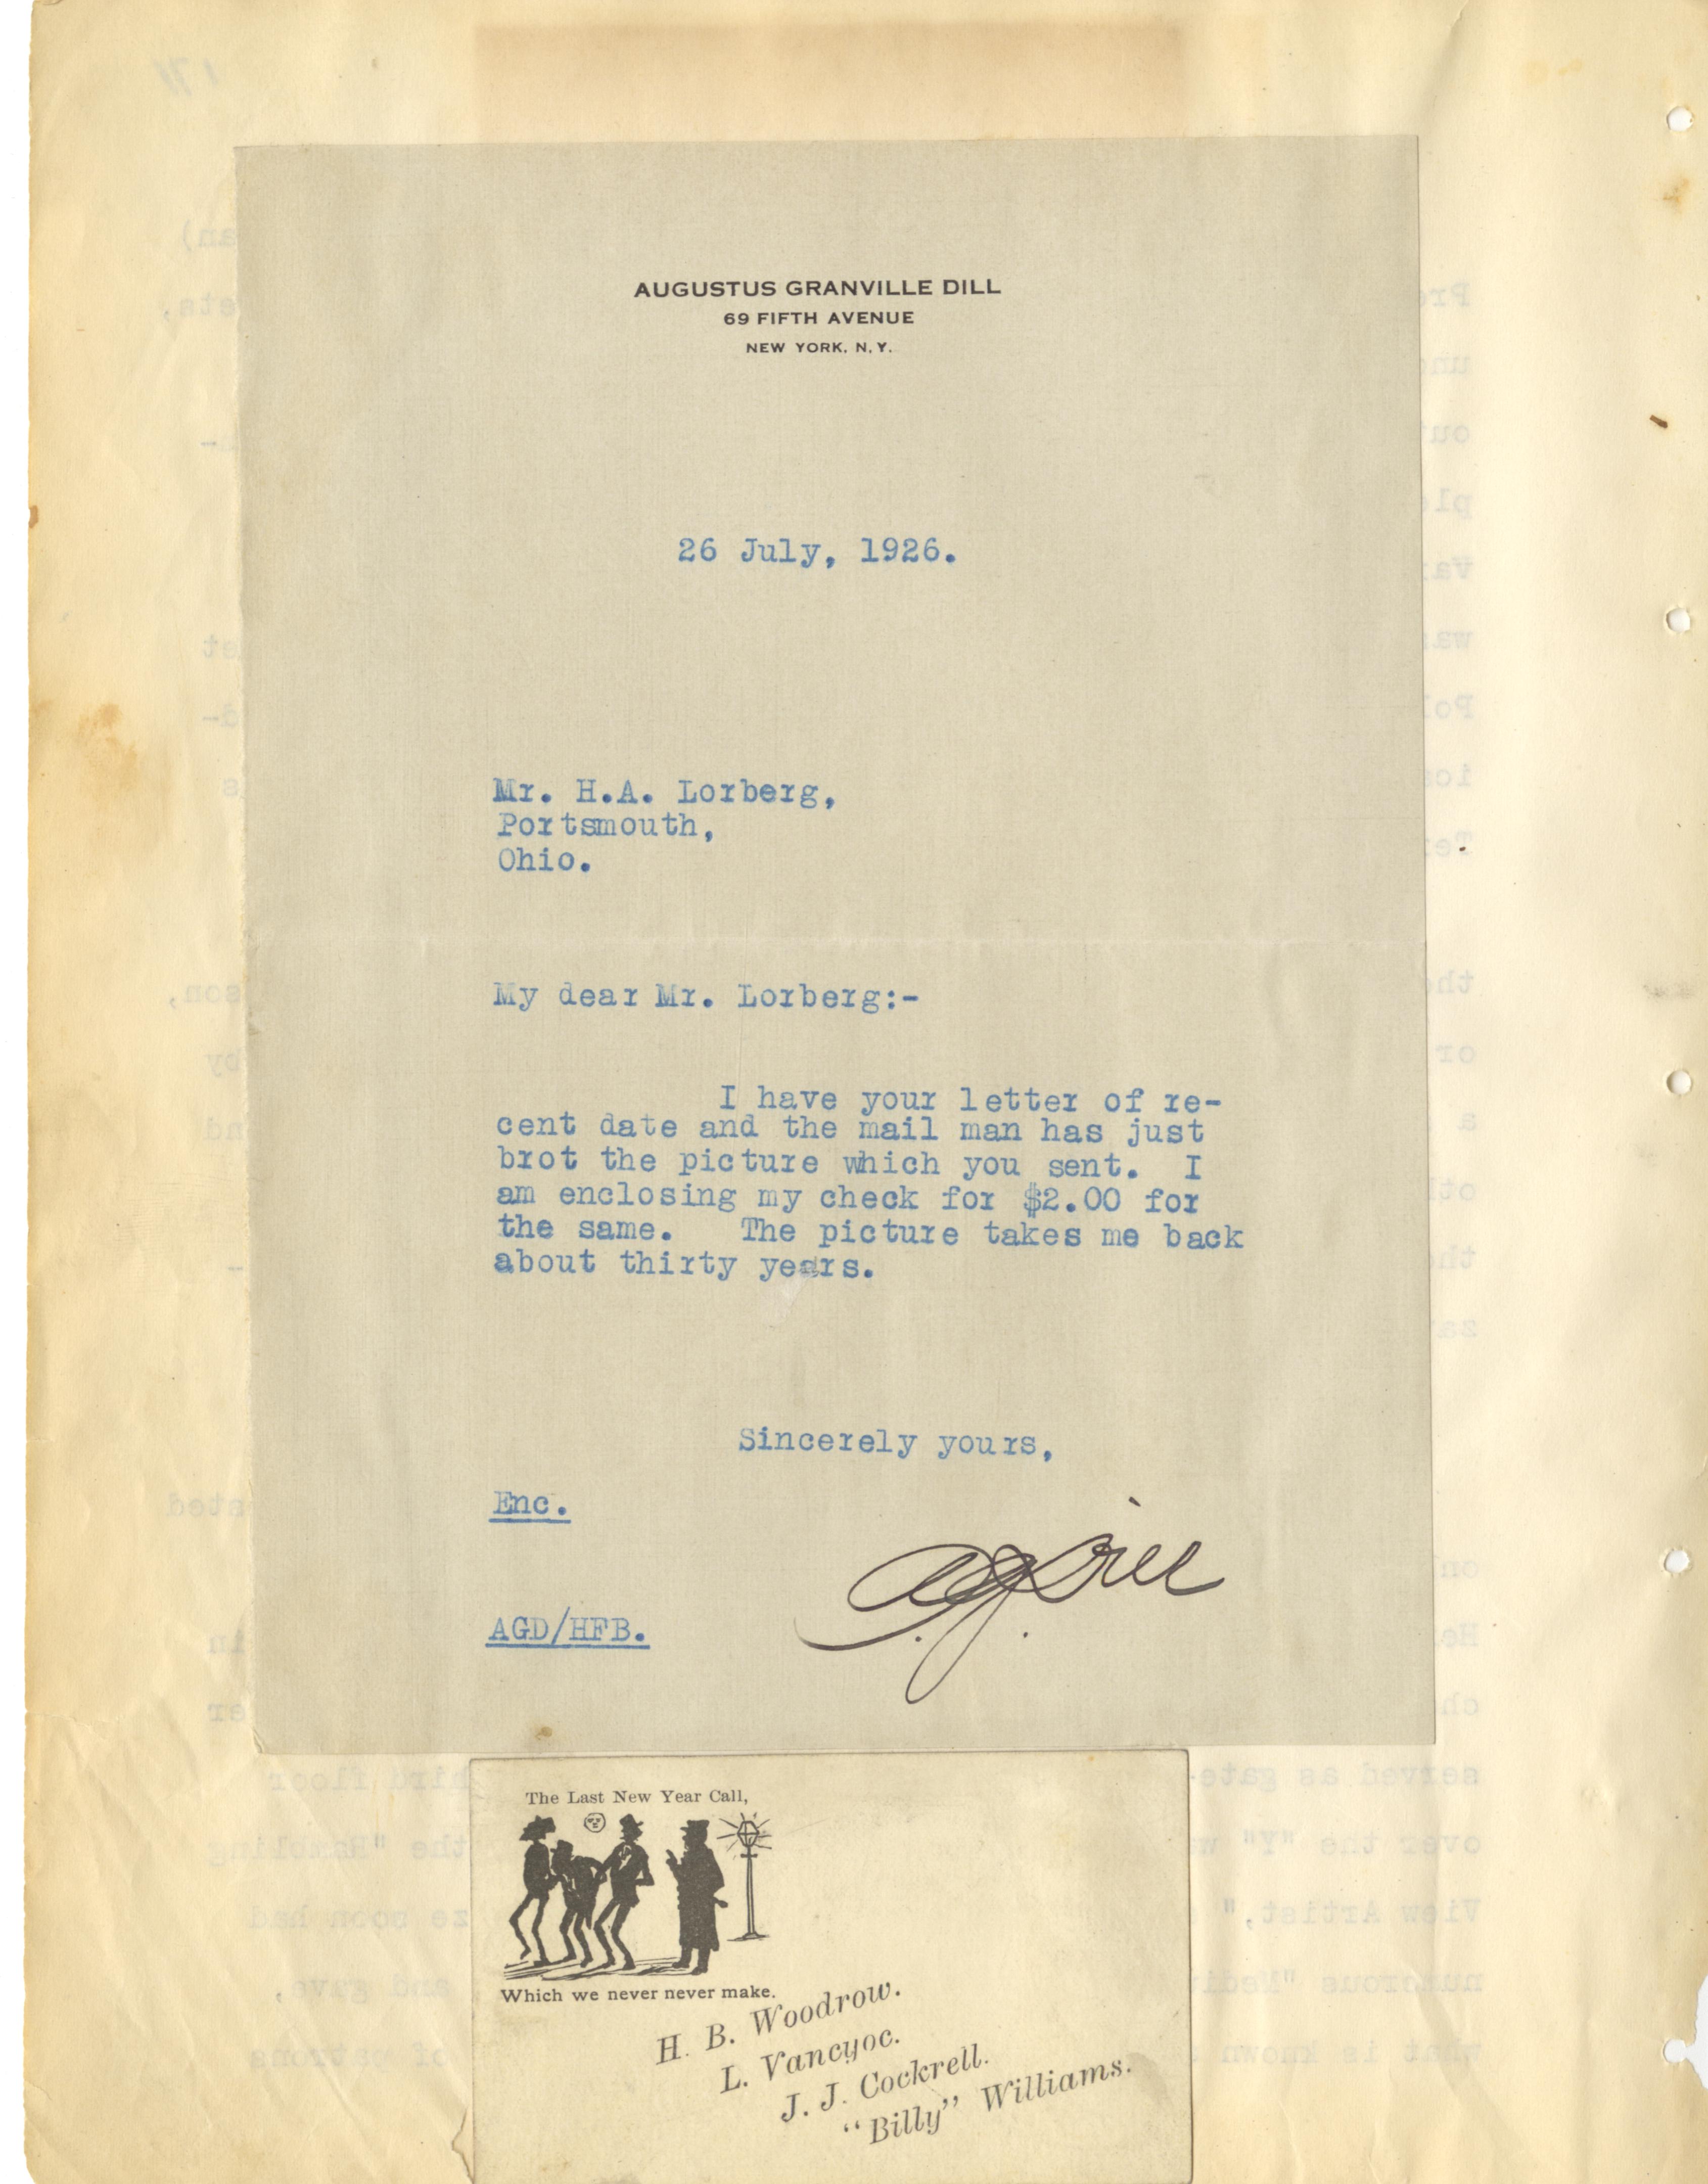 AUGUSTUS GRANVILLE DILL
69 FIFTH AVENUE
NEW YORK, N.Y.
26 July, 1926.
Mr. H.A. Lorberg,
Portsmouth,
Ohio.
My dear Mr. Lorberg:-
I have your letter of re-
cent date and the mail man has just
brot the picture which you sent. I
am enclosing my check for $2.00 for
the same. The picture takes me back
about thirty years.
Sincerely yours,
Enc.
A.G. Dill
AGD/HFB.
The Last New Year Call,
Which we never never make.
H. B. Woodrow.
L. Vancyoc.
J. J. Cockrell.
“Billy” Williams.